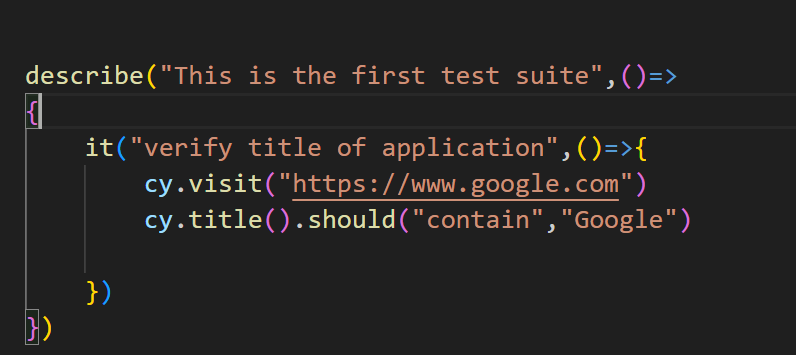 describe("This is the first test suite",()=>
{
it("verify title of application",()=>{
cy.visit("https://www.google.com")
cy.title().should("contain","Google")
})
})